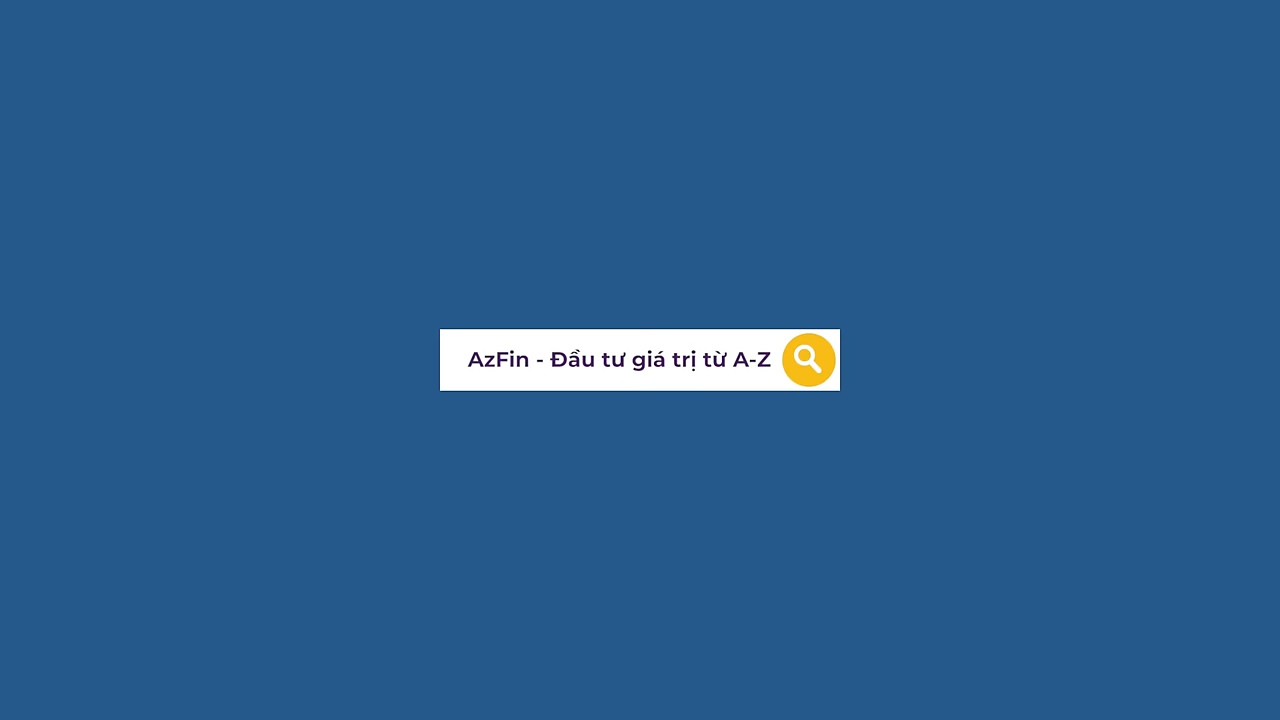 AzFin - Đầu tư giá trị từ A-Z